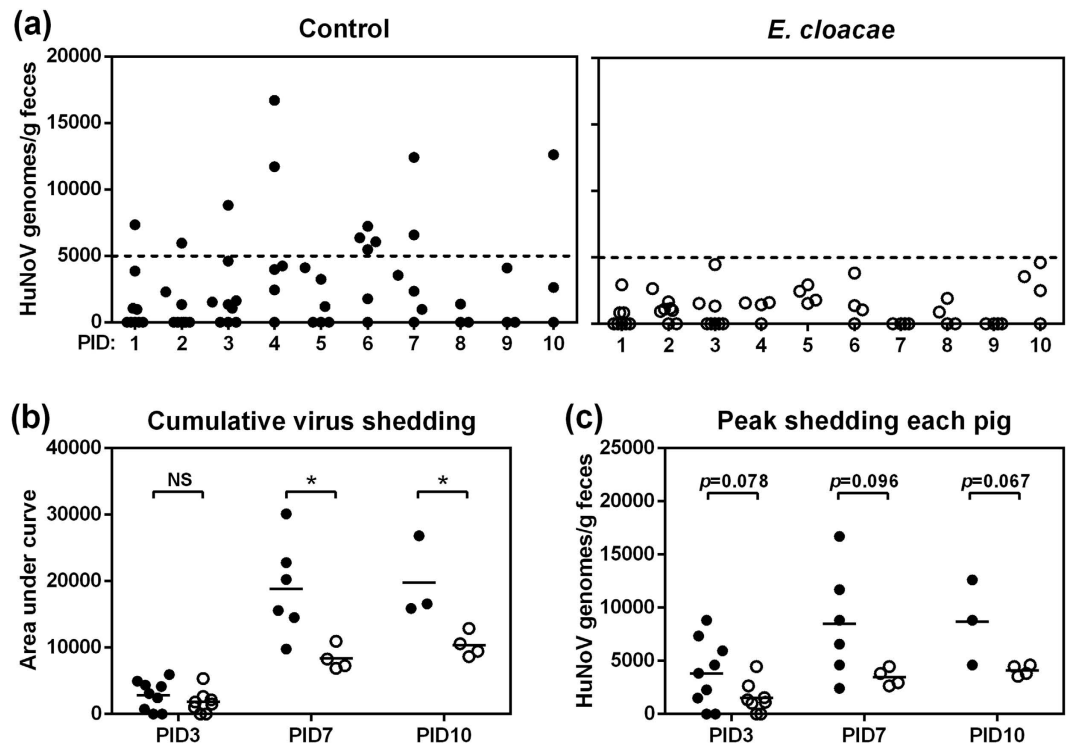 (a)
Control
E. cloacae
HuNoV genomes/g feces
20000
15000
10000
5000
0
PID: 1 2 3 4 5 6 7 8 9 10
1 2 3 4 5 6 7 8 9 10
(b)
Cumulative virus shedding
Area under curve
40000
30000
20000
10000
0
NS
*
*
PID3 PID7 PID10
(c)
Peak shedding each pig
HuNoV genomes/g feces
25000
20000
15000
10000
5000
0
p=0.078
p=0.096
p=0.067
PID3 PID7 PID10